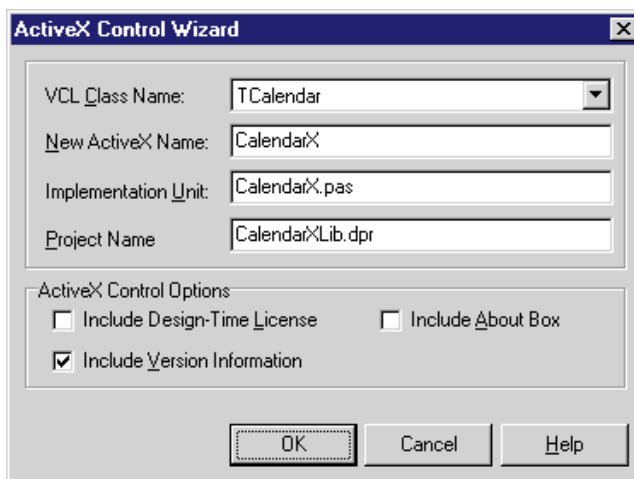 ActiveX Control Wizard
VCL Class Name: TCalendar
New ActiveX Name: CalendarX
Implementation Unit: CalendarX.pas
Project Name CalendarXLib.dpr
ActiveX Control Options
Include Design-Time License Include About Box
Include Version Information
OK Cancel Help